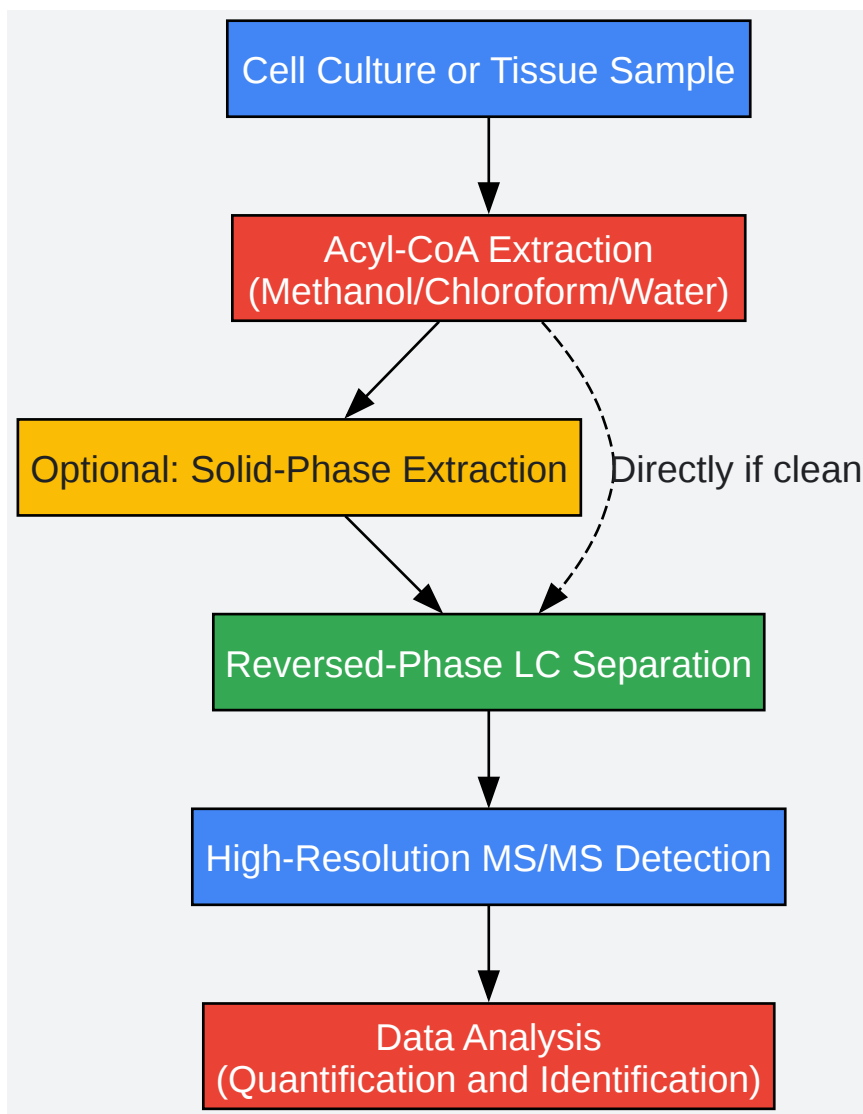 Cell Culture or Tissue Sample
Acyl-CoA Extraction
(Methanol/Chloroform/Water)
Optional: Solid-Phase Extraction
Directly if clean
Reversed-Phase LC Separation
High-Resolution MS/MS Detection
Data Analysis
(Quantification and Identification)